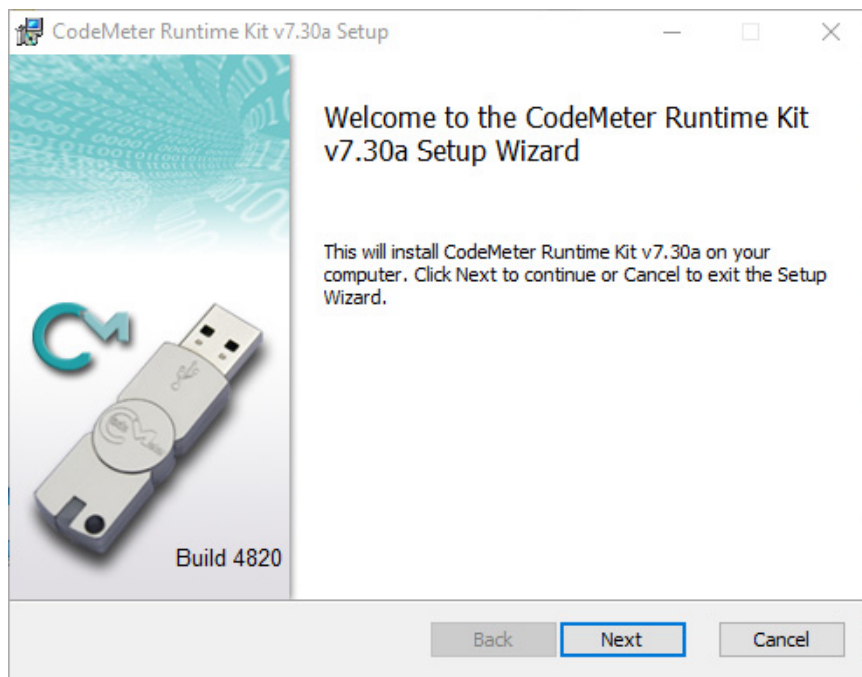 CodeMeter Runtime Kit v7.30a Setup
Welcome to the CodeMeter Runtime Kit
v7.30a Setup Wizard
This will install CodeMeter Runtime Kit v7.30a on your
computer. Click Next to continue or Cancel to exit the Setup
Wizard.
Build 4820
Back
Next
Cancel